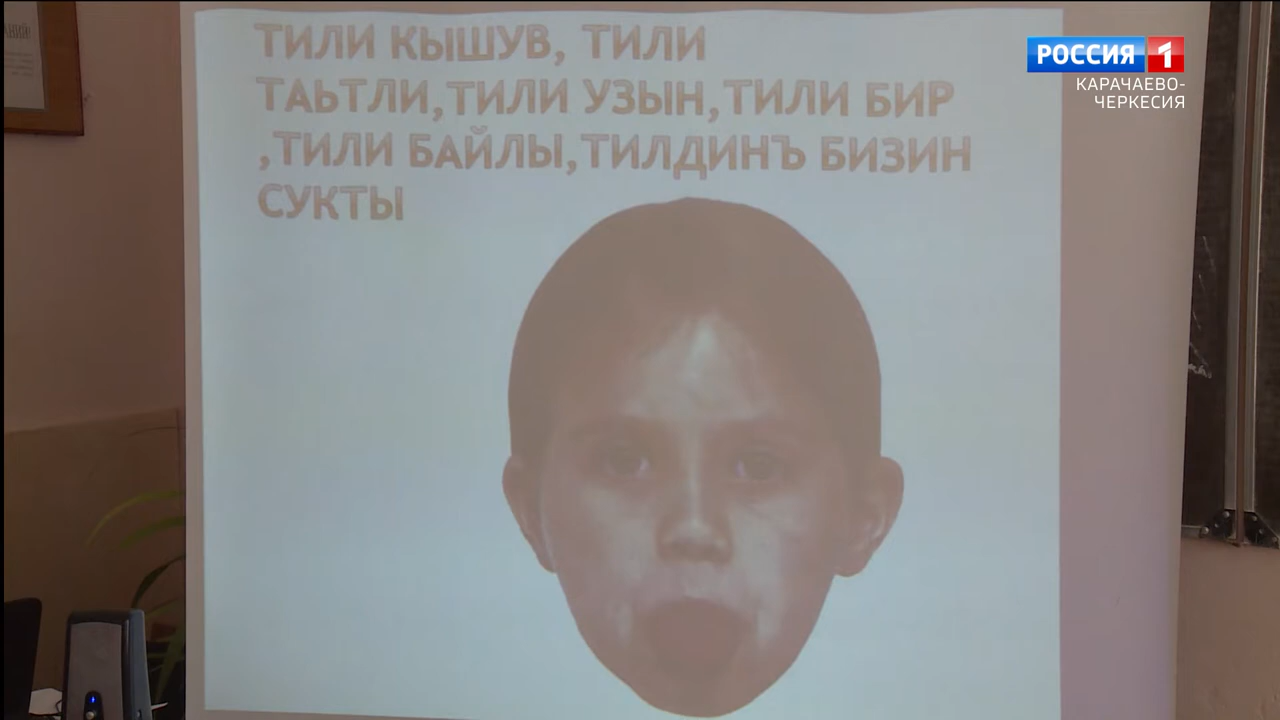 ТИЛИ КЫШУВ, ТИЛИ
ТАЬТЛИ,ТИЛИ УЗЫН,ТИЛИ БИР
,ТИЛИ БАЙЛЫ,ТИЛДИНЪ БИЗИН
СУКТЫ
РОССИЯ 1
КАРАЧАЕВО-
ЧЕРКЕСИЯ